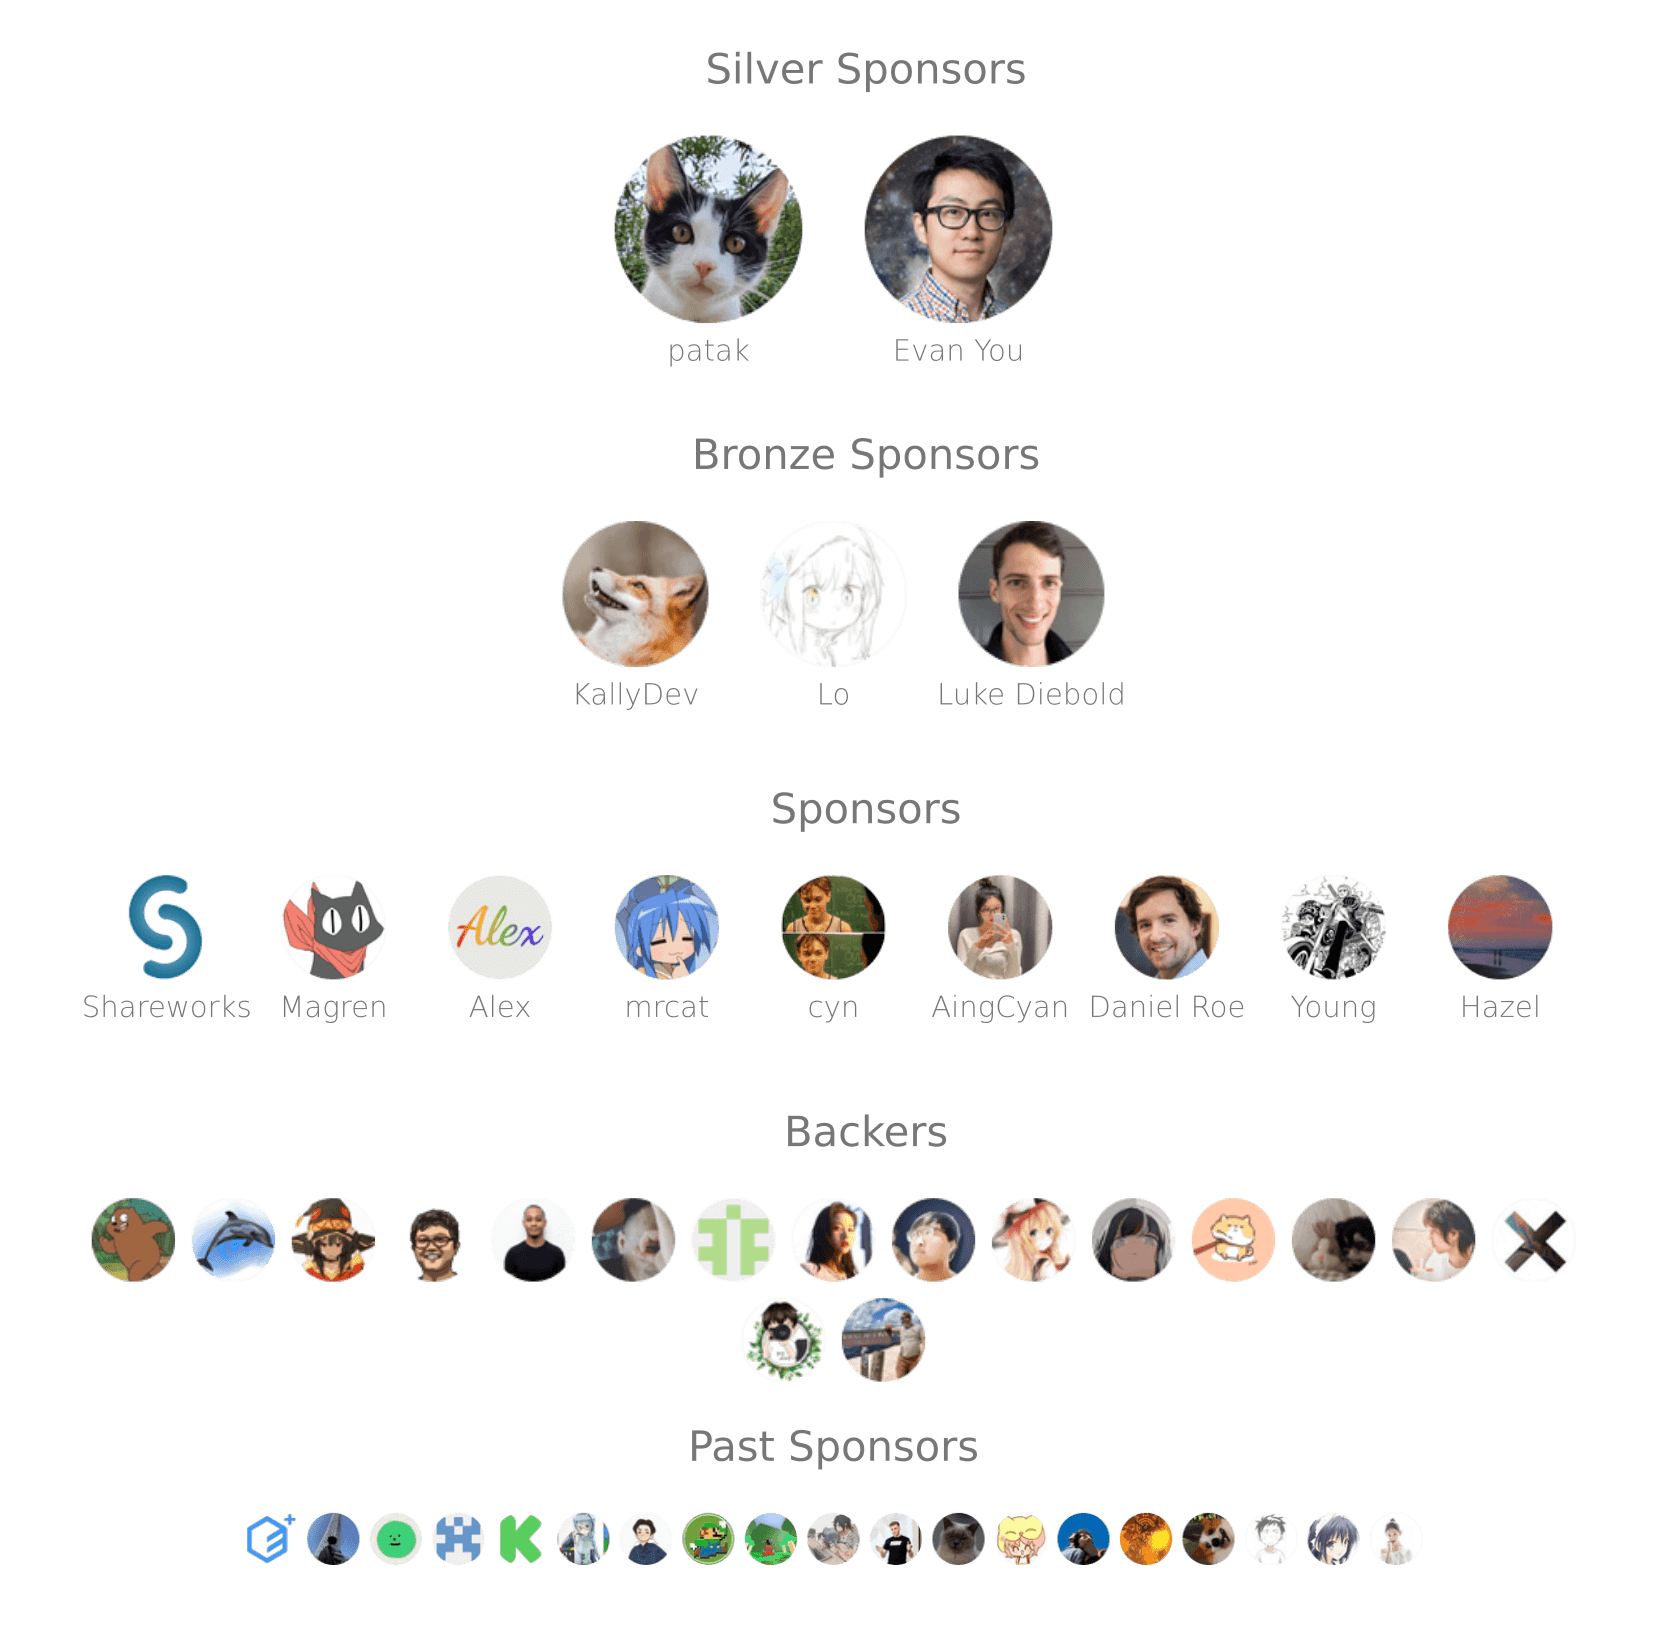 Silver Sponsors
patak Evan You
Bronze Sponsors
KallyDev Lo Luke Diebold
Sponsors
Alex
Shareworks Magren Alex mrcat cyn AingCyan Daniel Roe Young Hazel
Backers
Past Sponsors